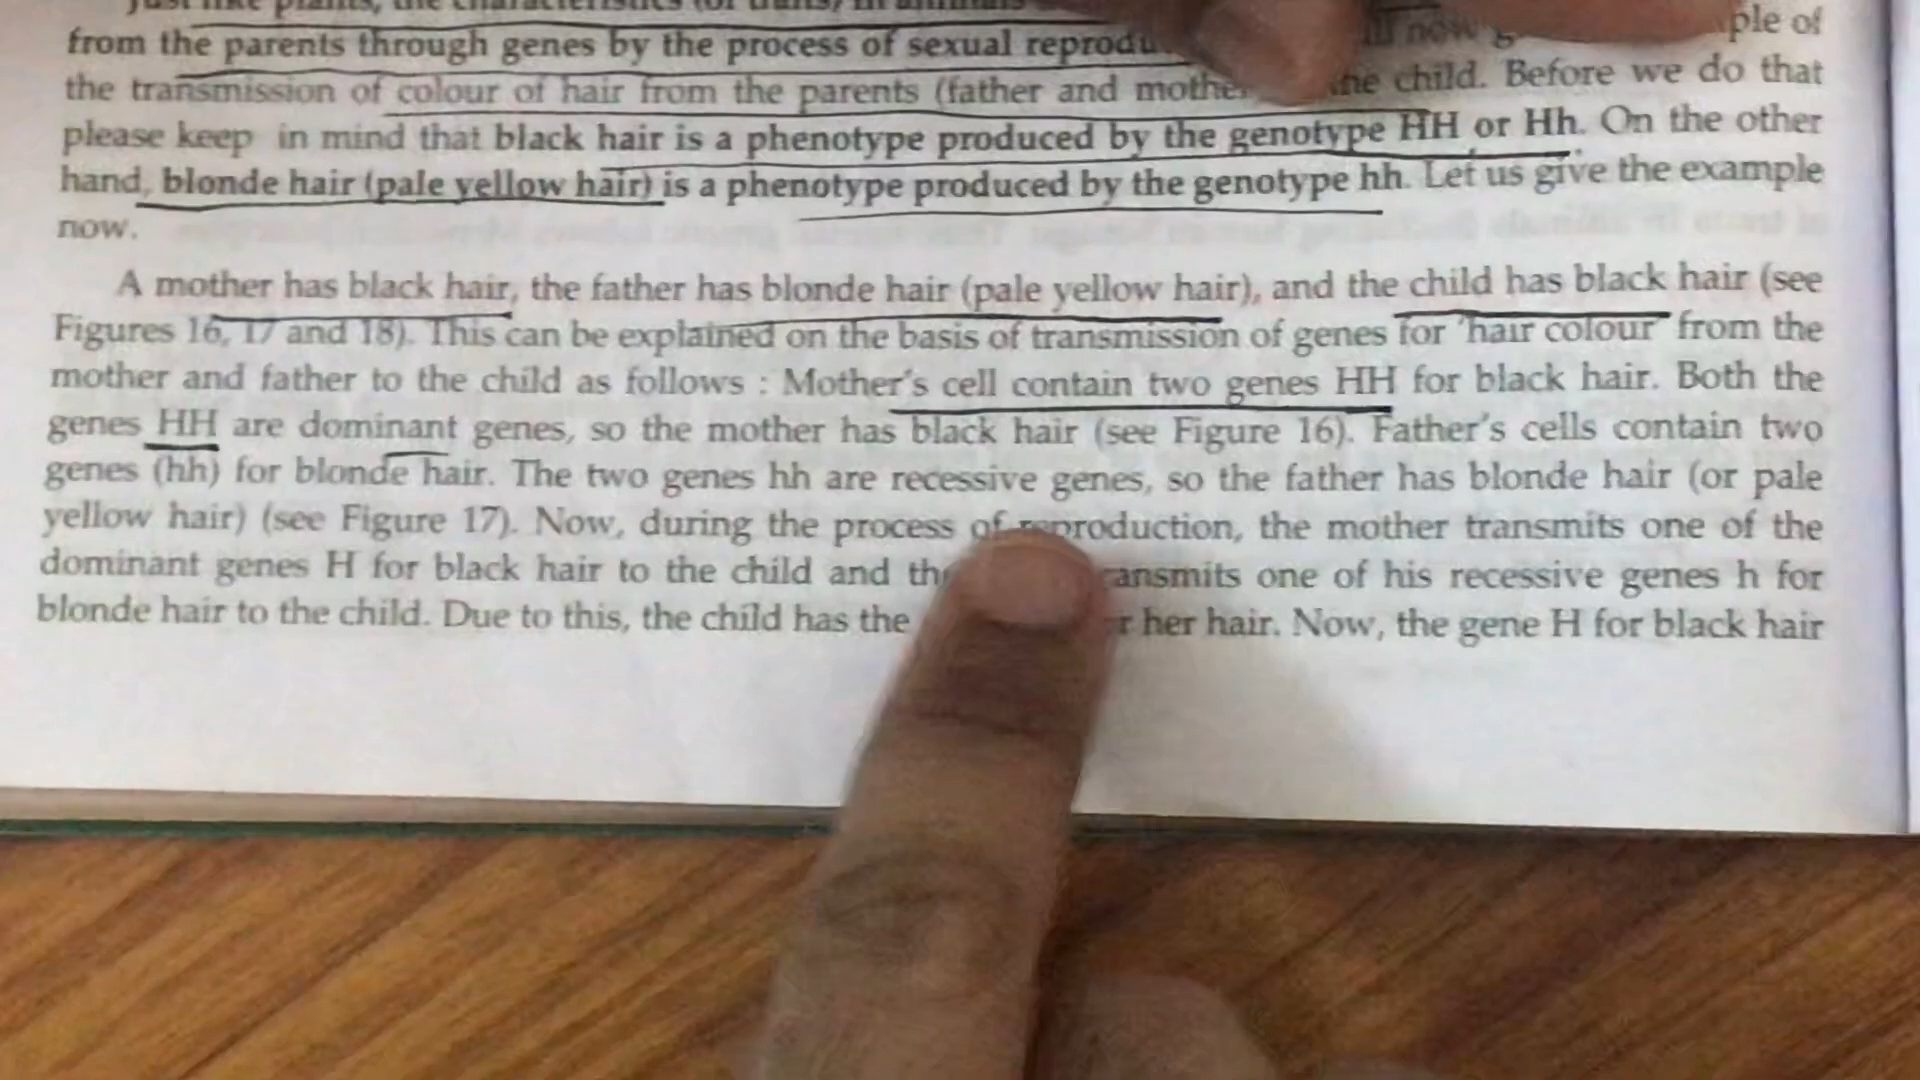 Just like plants, the characteristics (or traits) in animals
from the parents through genes by the process of sexual now ple of
the transmission of colour of hair from the parents (father and child. Before we do that
please keep in mind that black hair is a phenotype produced by the genotype HH or Hh. On the other
hand, blonde hair (pale yellow hair) is a phenotype produced by the genotype hh. Let us give the example
now.
A mother has black hair, the father has blonde hair (pale yellow hair), and the child has black hair (see
Figures 16, 17 and 18). This can be explained on the basis of transmission of genes for 'hair colour' from the
mother and father to the child as follows : Mother's cell contain two genes HH for black hair. Both the
genes HH are dominant genes, so the mother has black hair (see Figure 16). Father's cells contain two
genes (hh) for blonde hair. The two genes hh are recessive genes, so the father has blonde hair (or pale
yellow hair) (see Figure 17). Now, during the process of reproduction, the mother transmits one of the
dominant genes H for black hair to the child and ansmits one of his recessive genes h for
blonde hair to the child. Due to this, the child has the her hair. Now, the gene H for black hair